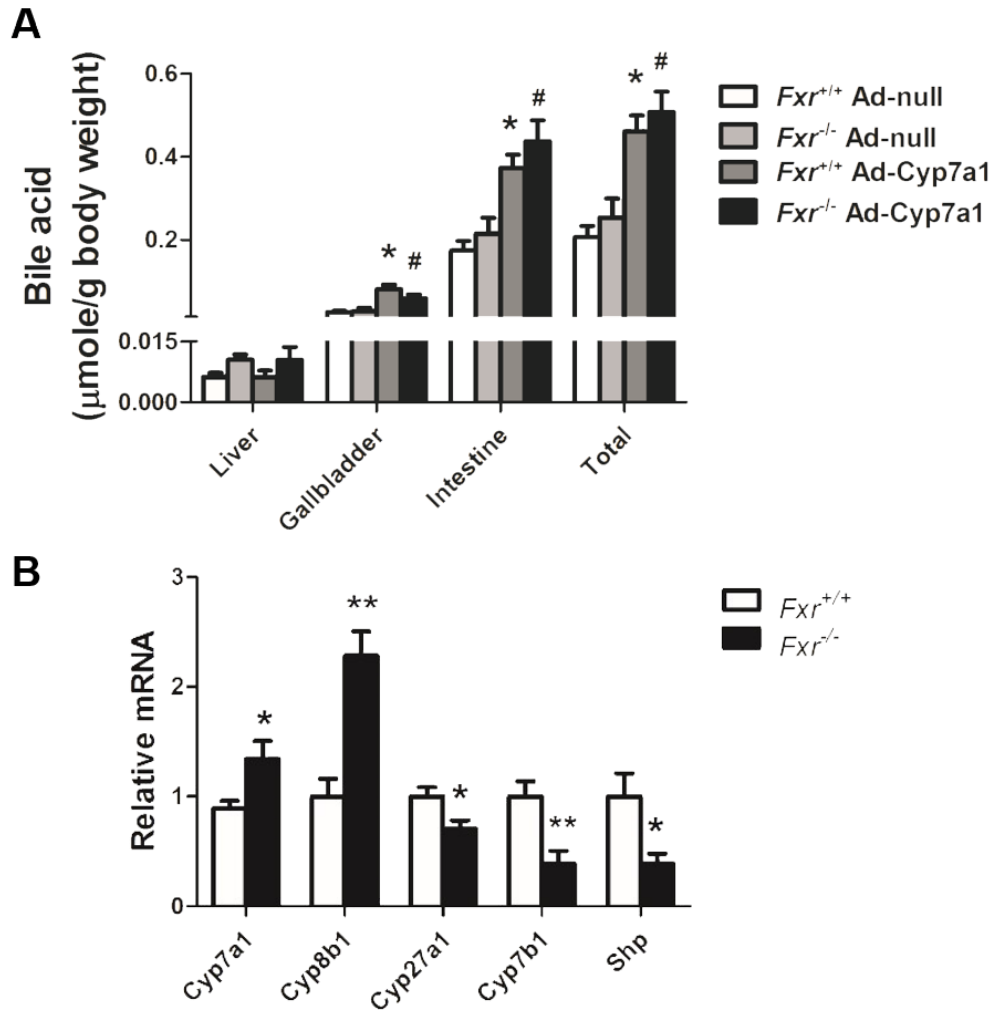 A
Bile acid
(μmole/g body weight)
0.6
0.4
0.2
0.015
0.000
* #
* #
* #
Liver
Gallbladder
Intestine
Total
Fxr+/+ Ad-null
Fxr-/- Ad-null
Fxr+/+ Ad-Cyp7a1
Fxr-/- Ad-Cyp7a1
B
Relative mRNA
3
2
1
0
*
**
*
**
*
Cyp7a1
Cyp8b1
Cyp27a1
Cyp7b1
Shp
Fxr+/+
Fxr-/-